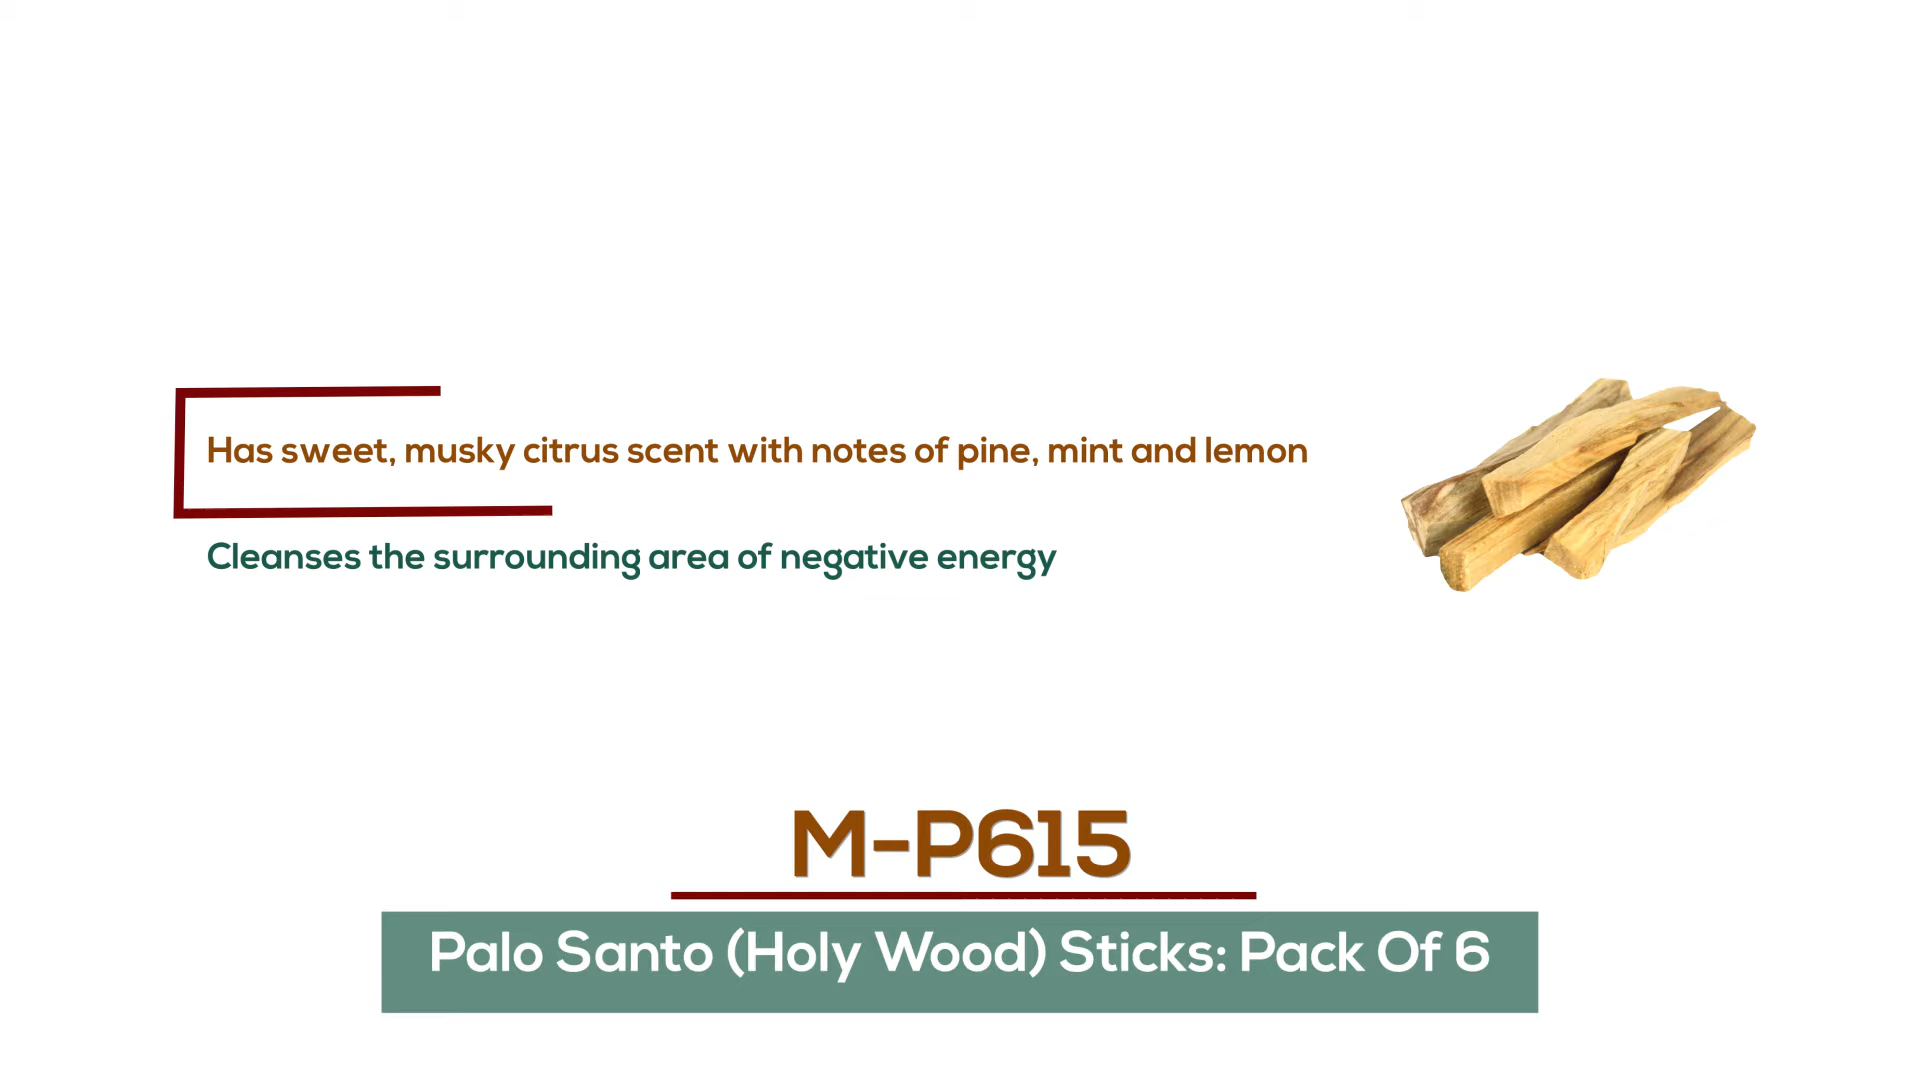 Has sweet, musky citrus scent with notes of pine, mint and lemon
Cleanses the surrounding area of negative energy
M-P615
Palo Santo (Holy Wood) Sticks: Pack Of 6